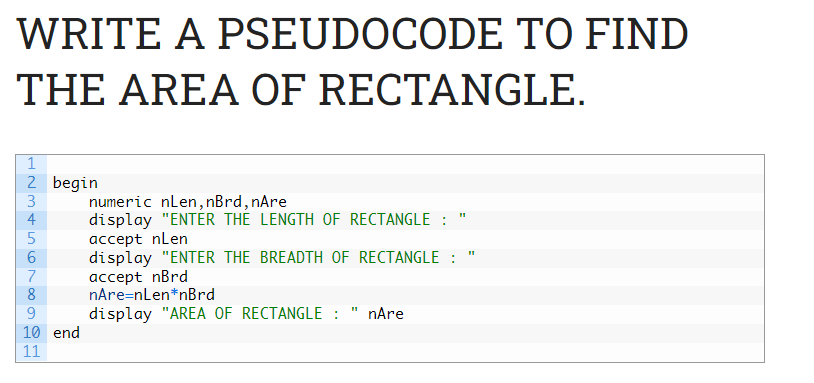 WRITE A PSEUDOCODE TO FIND
THE AREA OF RECTANGLE.
1
2 begin
3     numeric nLen,nBrd,nAre
4     display "ENTER THE LENGTH OF RECTANGLE : "
5     accept nLen
6     display "ENTER THE BREADTH OF RECTANGLE : "
7     accept nBrd
8     nAre=nLen*nBrd
9     display "AREA OF RECTANGLE : " nAre
10 end
11